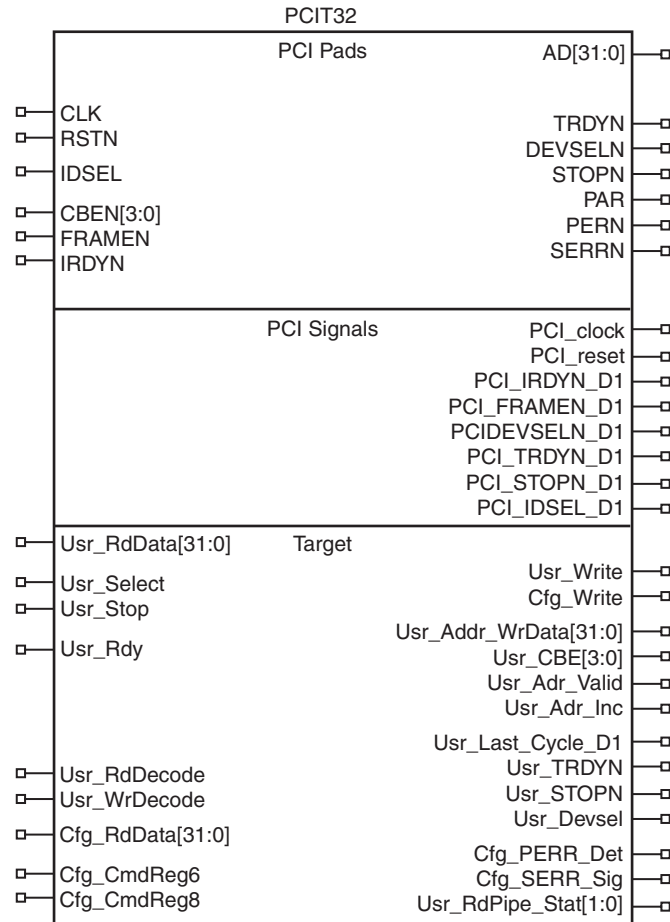 PCIT32
PCI Pads
AD[31:0]
CLK
RSTN
TRDYN
DEVSELN
IDSEL
STOPN
PAR
CBEN[3:0]
PERN
FRAMEN
SERRN
IRDYN
PCI Signals
PCI_clock
PCI_reset
PCI_IRDYN_D1
PCI_FRAMEN_D1
PCIDEVSELN_D1
PCI_TRDYN_D1
PCI_STOPN_D1
PCI_IDSEL_D1
Usr_RdData[31:0]
Target
Usr_Select
Usr_Write
Usr_Stop
Cfg_Write
Usr_Rdy
Usr_Addr_WrData[31:0]
Usr_CBE[3:0]
Usr_Adr_Valid
Usr_Adr_Inc
Usr_Last_Cycle_D1
Usr_RdDecode
Usr_TRDYN
Usr_WrDecode
Usr_STOPN
Cfg_RdData[31:0]
Usr_Devsel
Cfg_PERR_Det
Cfg_CmdReg6
Cfg_SERR_Sig
Cfg_CmdReg8
Usr_RdPipe_Stat[1:0]